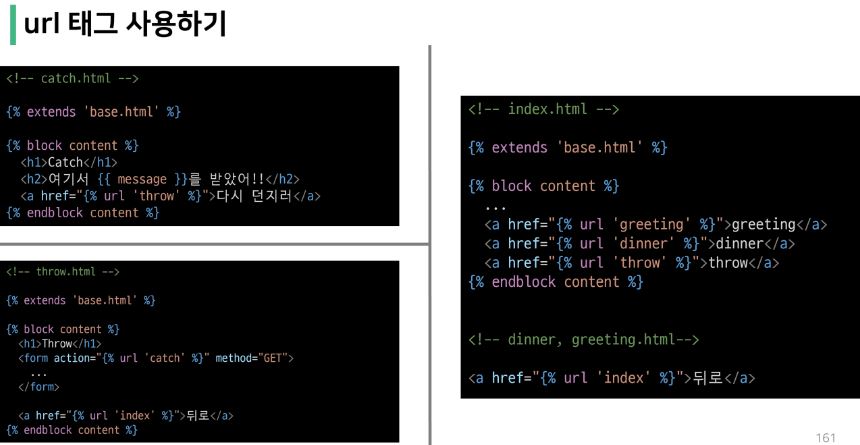 url 태그 사용하기
<!-- catch.html -->
{% extends 'base.html' %}
{% block content %}
<h1>Catch</h1>
<h2>여기서 {{ message }}를 받았어!!</h2>
<a href="{% url 'throw' %}">다시 던지러</a>
{% endblock content %}
<!-- throw.html -->
{% extends 'base.html' %}
{% block content %}
<h1>Throw</h1>
<form action="{% url 'catch' %}" method="GET">
...
</form>
<a href="{% url 'index' %}">뒤로</a>
{% endblock content %}
<!-- index.html -->
{% extends 'base.html' %}
{% block content %}
...
<a href="{% url 'greeting' %}">greeting</a>
<a href="{% url 'dinner' %}">dinner</a>
<a href="{% url 'throw' %}">throw</a>
{% endblock content %}
<!-- dinner, greeting.html-->
<a href="{% url 'index' %}">뒤로</a>
161